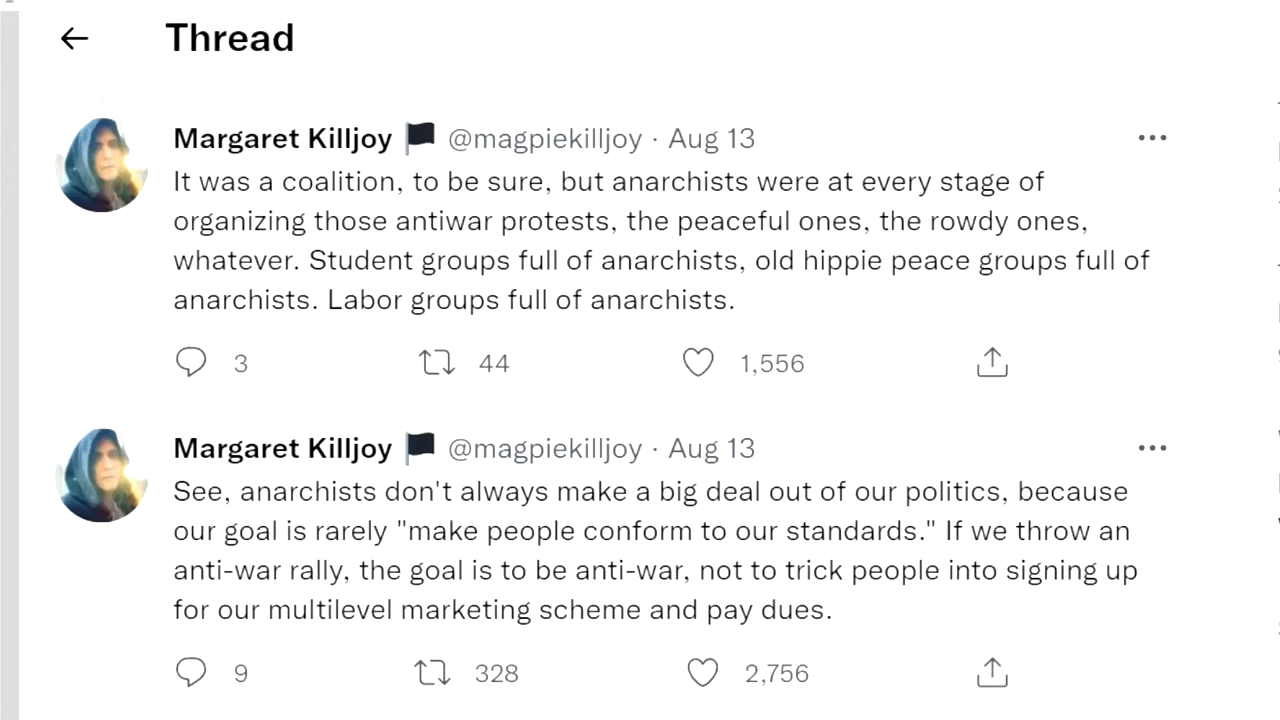 Thread
Margaret Killjoy 🏴 @magpiekilljoy · Aug 13
It was a coalition, to be sure, but anarchists were at every stage of
organizing those antiwar protests, the peaceful ones, the rowdy ones,
whatever. Student groups full of anarchists, old hippie peace groups full of
anarchists. Labor groups full of anarchists.
3 44 1,556
Margaret Killjoy 🏴 @magpiekilljoy · Aug 13
See, anarchists don't always make a big deal out of our politics, because
our goal is rarely "make people conform to our standards." If we throw an
anti-war rally, the goal is to be anti-war, not to trick people into signing up
for our multilevel marketing scheme and pay dues.
9 328 2,756